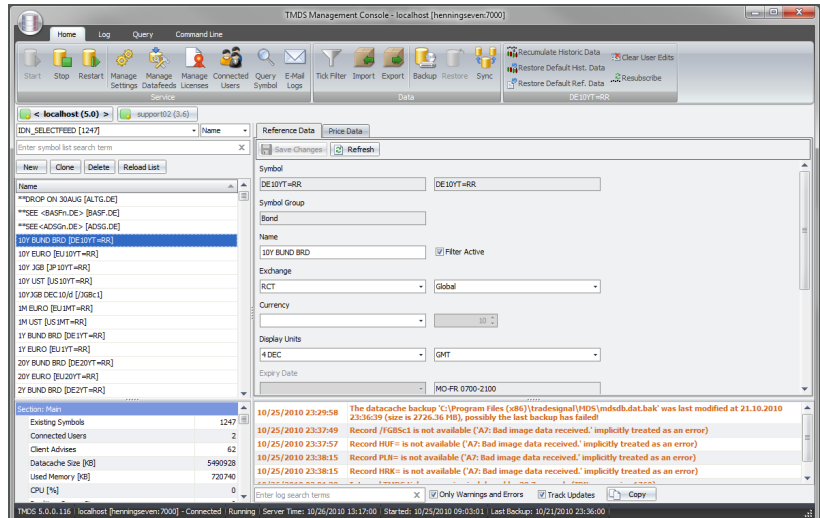 TMDS Management Console - localhost [henningseven:7000]
Home Log Query Command Line
Start Stop Restart Manage Settings Manage Datafeeds Manage Licenses Connected Users Query Symbol E-Mail Logs
Service
Tick Filter Import Export Backup Restore Sync
Data
Recumulate Historic Data
Restore Default Hist. Data
Restore Default Ref. Data
Clear User Edits
Resubscribe
DE10YT=RR
< localhost (5.0) > support02 (3.6)
IDN_SELECTFEED [1247] Name
Enter symbol list search term X
New Clone Delete Reload List
Name
**DROP ON 30AUG [ALTG.DE]
**SEE <BASFn.DE> [BASF.DE]
**SEE<ADSGn.DE> [ADSG.DE]
10Y BUND BRD [DE10YT=RR]
10Y EURO [EU10YT=RR]
10Y JGB [JP10YT=RR]
10Y UST [US10YT=RR]
10YJGB DEC10/d [/JGBc1]
1M EURO [EU1MT=RR]
1M UST [US1MT=RR]
1Y BUND BRD [DE1YT=RR]
1Y EURO [EU1YT=RR]
20Y BUND BRD [DE20YT=RR]
20Y EURO [EU20YT=RR]
2Y BUND BRD [DE2YT=RR]
Reference Data Price Data
Save Changes Refresh
Symbol
DE10YT=RR DE10YT=RR
Symbol Group
Bond
Name
10Y BUND BRD Filter Active
Exchange
RCT Global
Currency
10
Display Units
4 DEC GMT
Expiry Date
MO-FR 0700-2100
Section: Main
Existing Symbols 1247
Connected Users 2
Client Advises 62
Datacache Size [KB] 5490928
Used Memory [KB] 720740
CPU [%] 0
10/25/2010 23:29:58 The datacache backup 'C:\Program Files (x86)\tradesignal\MDS\mdsdb.dat.bak' was last modified at 21.10.2010
23:36:39 (size is 2726.36 MB), possibly the last backup has failed!
10/25/2010 23:37:49 Record /FGBSc1 is not available ('A7: Bad image data received.' implicitly treated as an error)
10/25/2010 23:37:57 Record HUF= is not available ('A7: Bad image data received.' implicitly treated as an error)
10/25/2010 23:38:15 Record PLN= is not available ('A7: Bad image data received.' implicitly treated as an error)
10/25/2010 23:38:15 Record HRK= is not available ('A7: Bad image data received.' implicitly treated as an error)
Enter log search terms X Only Warnings and Errors Track Updates Copy
TMDS 5.0.0.116 localhost [henningseven:7000] - Connected Running Server Time: 10/26/2010 13:17:00 Started: 10/25/2010 09:03:01 Last Backup: 10/21/2010 23:36:00